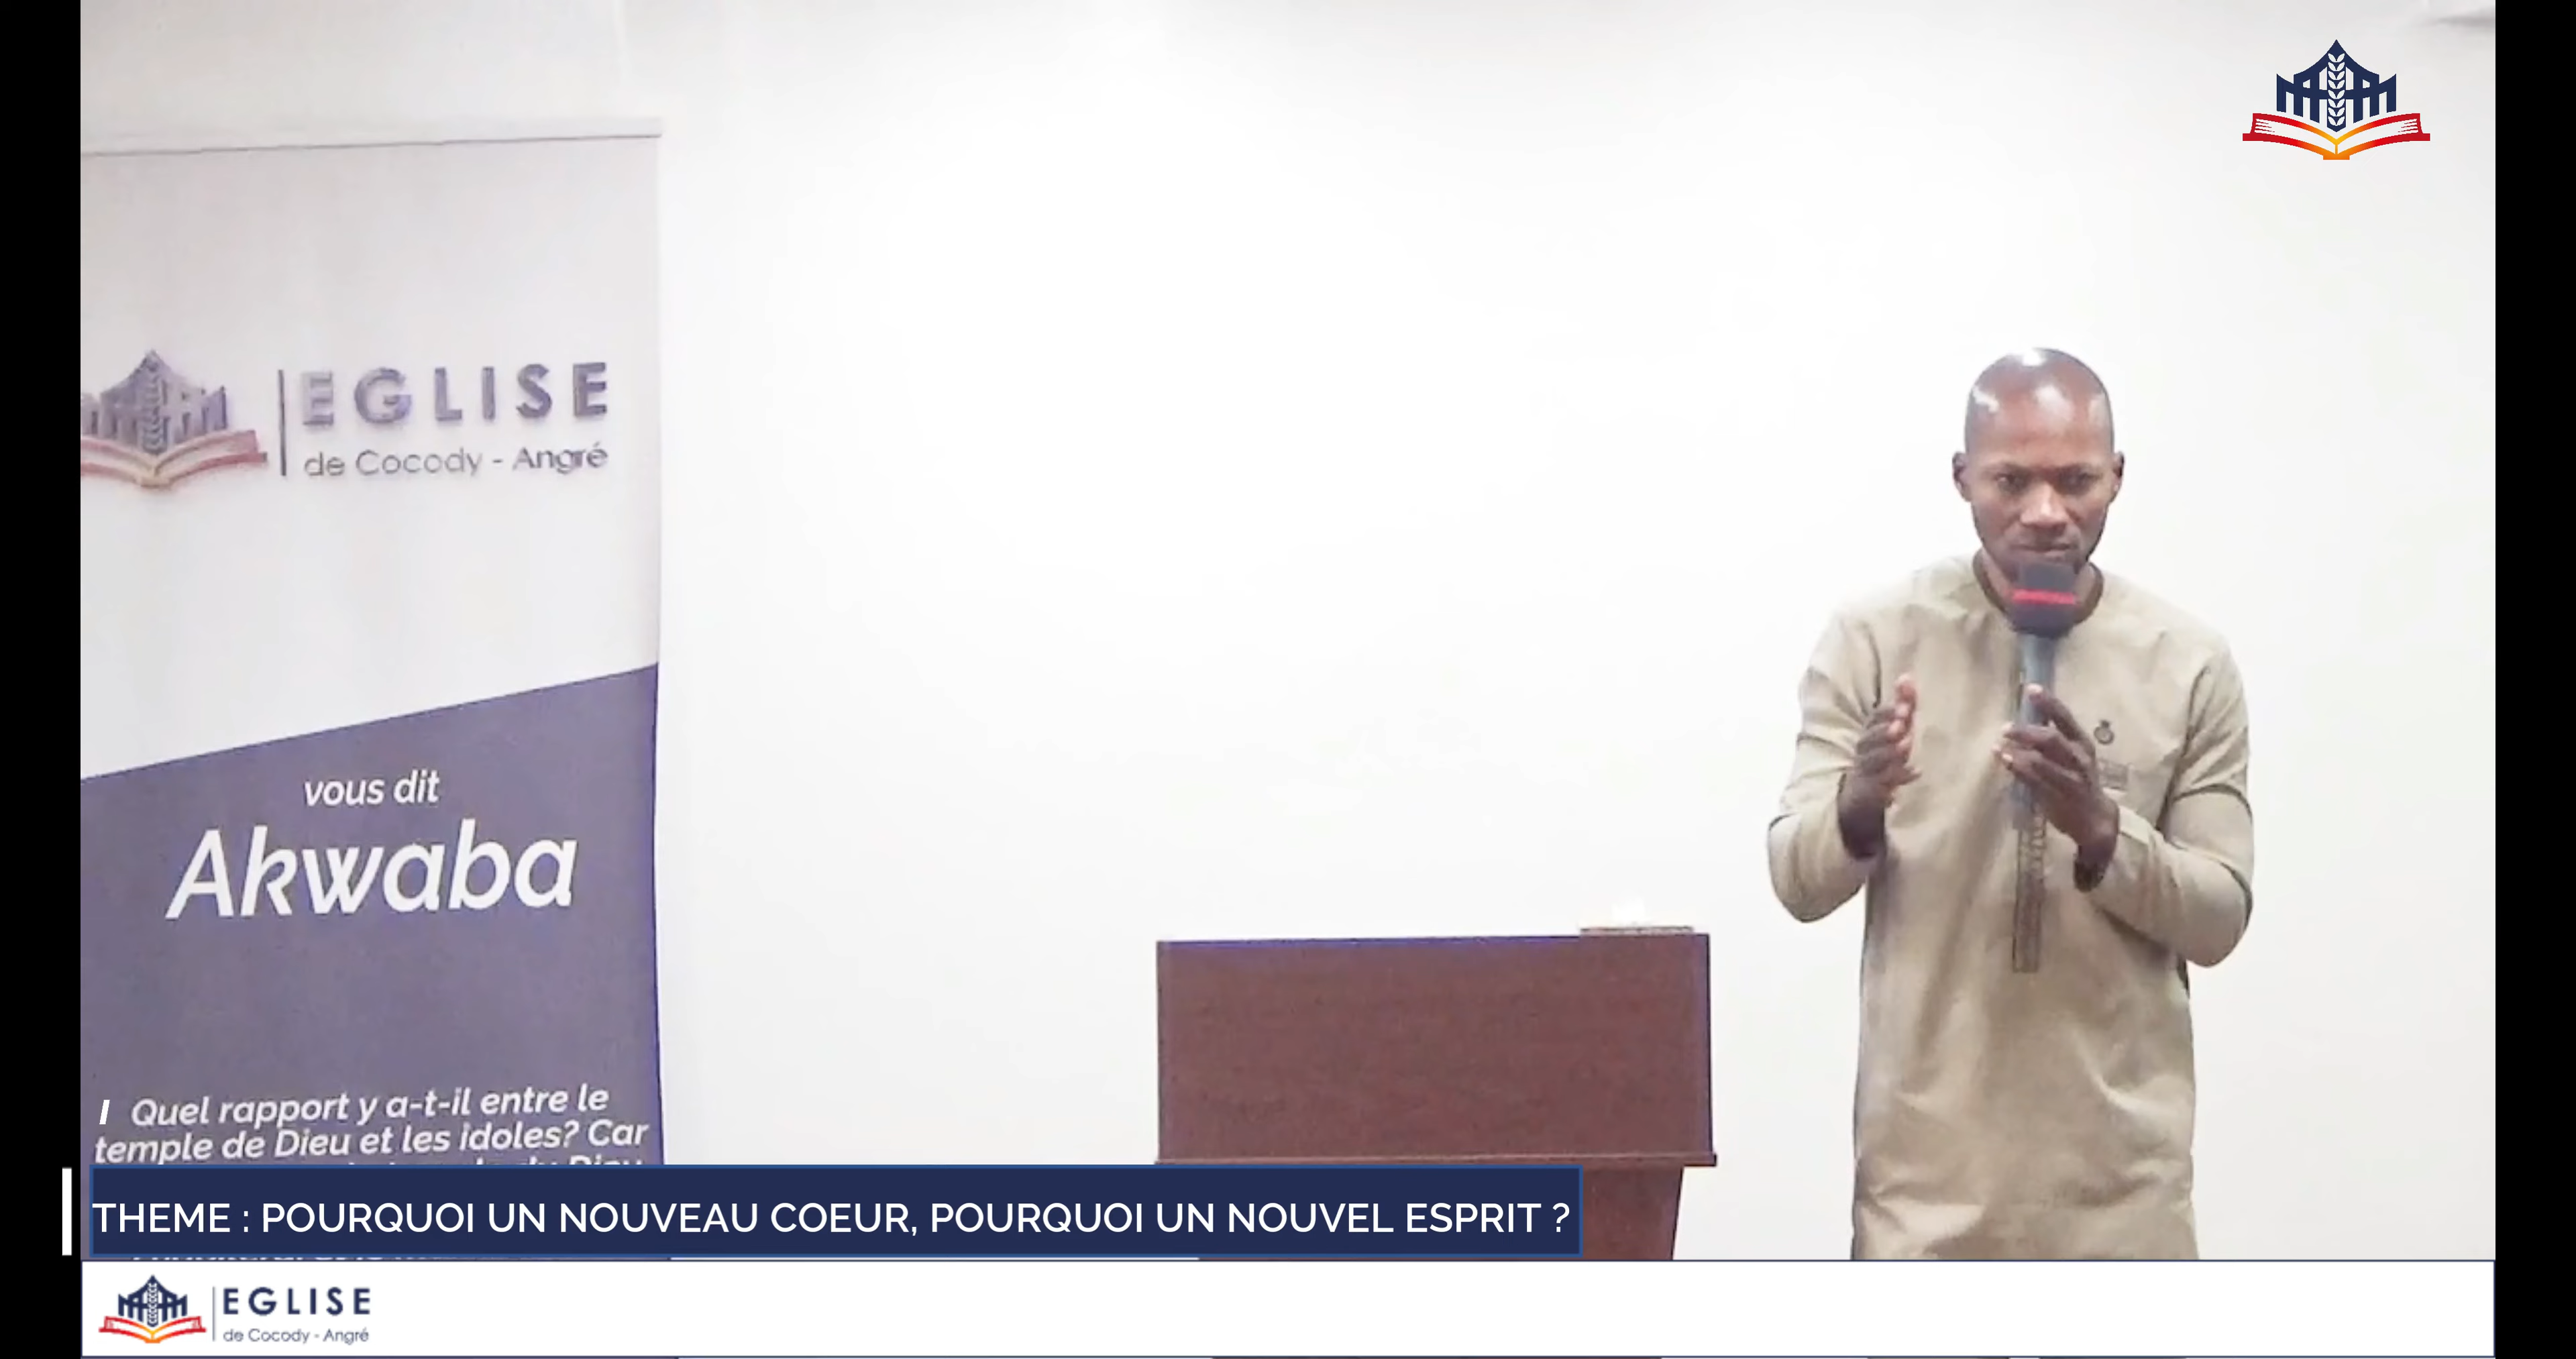 EGLISE
de Cocody - Angré
vous dit
Akwaba
Quel rapport y a-t-il entre le
temple de Dieu et les idoles? Car
THEME : POURQUOI UN NOUVEAU COEUR, POURQUOI UN NOUVEL ESPRIT ?
EGLISE
de Cocody - Angré